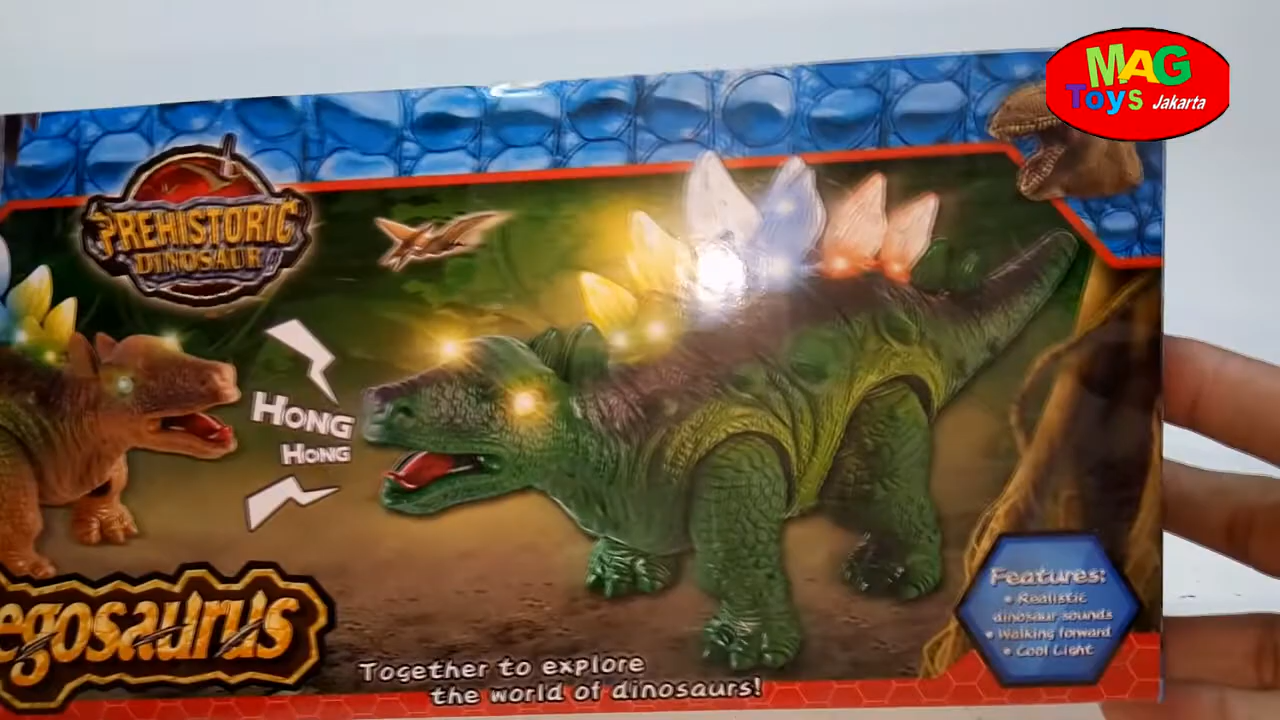 MAG
Toys Jakarta
PREHISTORIC
DINOSAUR
HONG
HONG
egosaurus
Together to explore
the world of dinosaurs!
Features:
• Realistic
dinosaur sounds
• Walking forward
• Cool Light